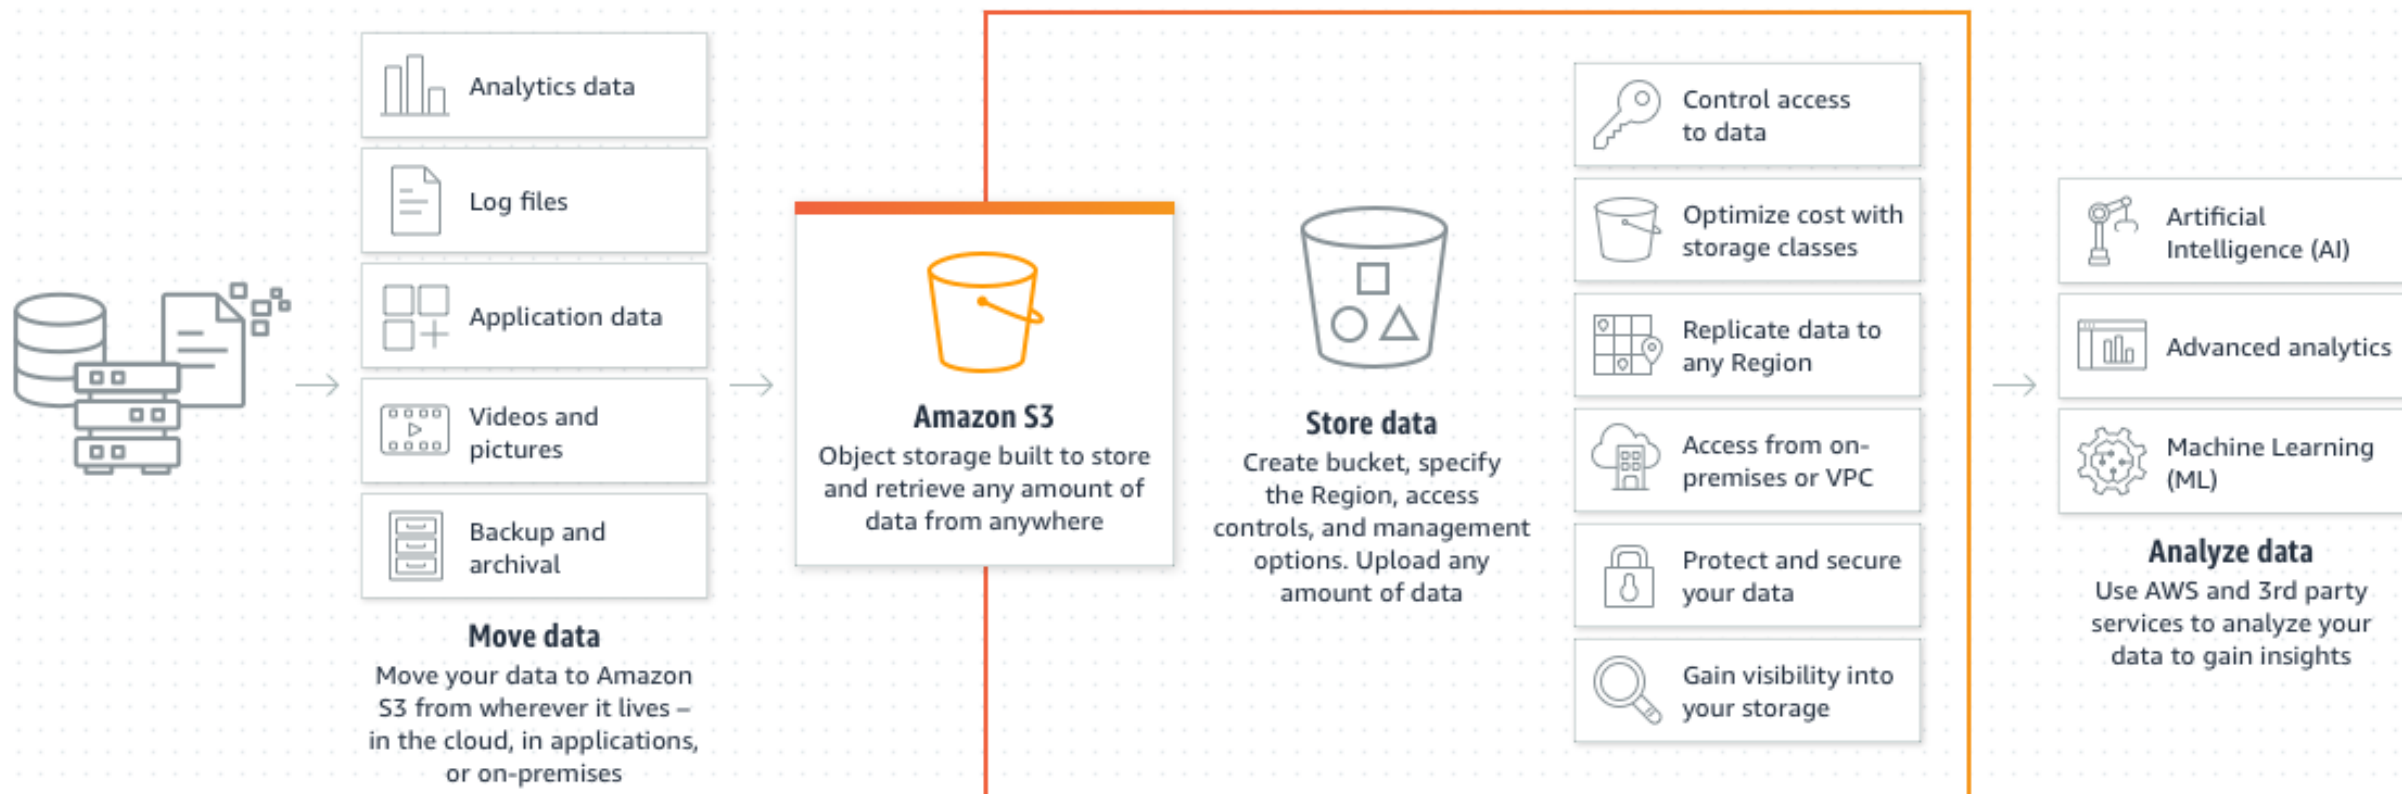 Analytics data
Log files
Application data
Videos and
pictures
Backup and
archival
Move data
Move your data to Amazon
S3 from wherever it lives –
in the cloud, in applications,
or on-premises
Amazon S3
Object storage built to store
and retrieve any amount of
data from anywhere
Store data
Create bucket, specify
the Region, access
controls, and management
options. Upload any
amount of data
Control access
to data
Optimize cost with
storage classes
Replicate data to
any Region
Access from on-
premises or VPC
Protect and secure
your data
Gain visibility into
your storage
Artificial
Intelligence (AI)
Advanced analytics
Machine Learning
(ML)
Analyze data
Use AWS and 3rd party
services to analyze your
data to gain insights